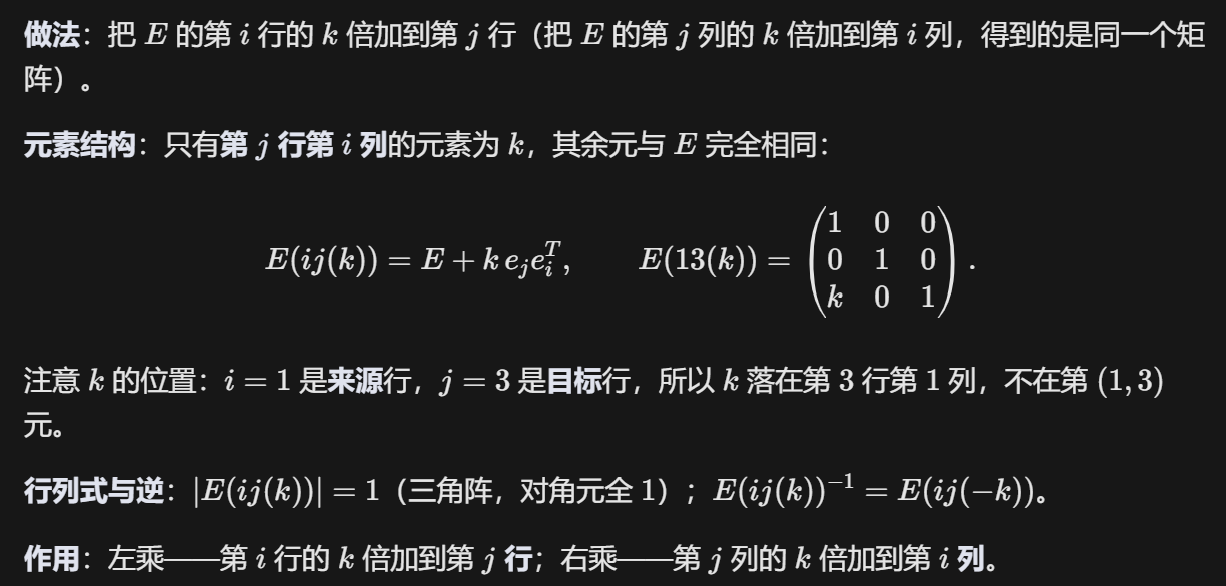 做法：把 E 的第 i 行的 k 倍加到第 j 行（把 E 的第 j 列的 k 倍加到第 i 列，得到的是同一个矩
阵）。
元素结构：只有第 j 行第 i 列的元素为 k，其余元与 E 完全相同：
$E(ij(k)) = E + k\,e_j e_i^T, \qquad E(13(k)) = \begin{pmatrix} 1 & 0 & 0 \\ 0 & 1 & 0 \\ k & 0 & 1 \end{pmatrix}.$
注意 k 的位置：i = 1 是来源行，j = 3 是目标行，所以 k 落在第 3 行第 1 列，不在第 (1, 3)
元。
行列式与逆：$|E(ij(k))| = 1$（三角阵，对角元全 1）；$E(ij(k))^{-1} = E(ij(-k))$。
作用：左乘——第 i 行的 k 倍加到第 j 行；右乘——第 j 列的 k 倍加到第 i 列。